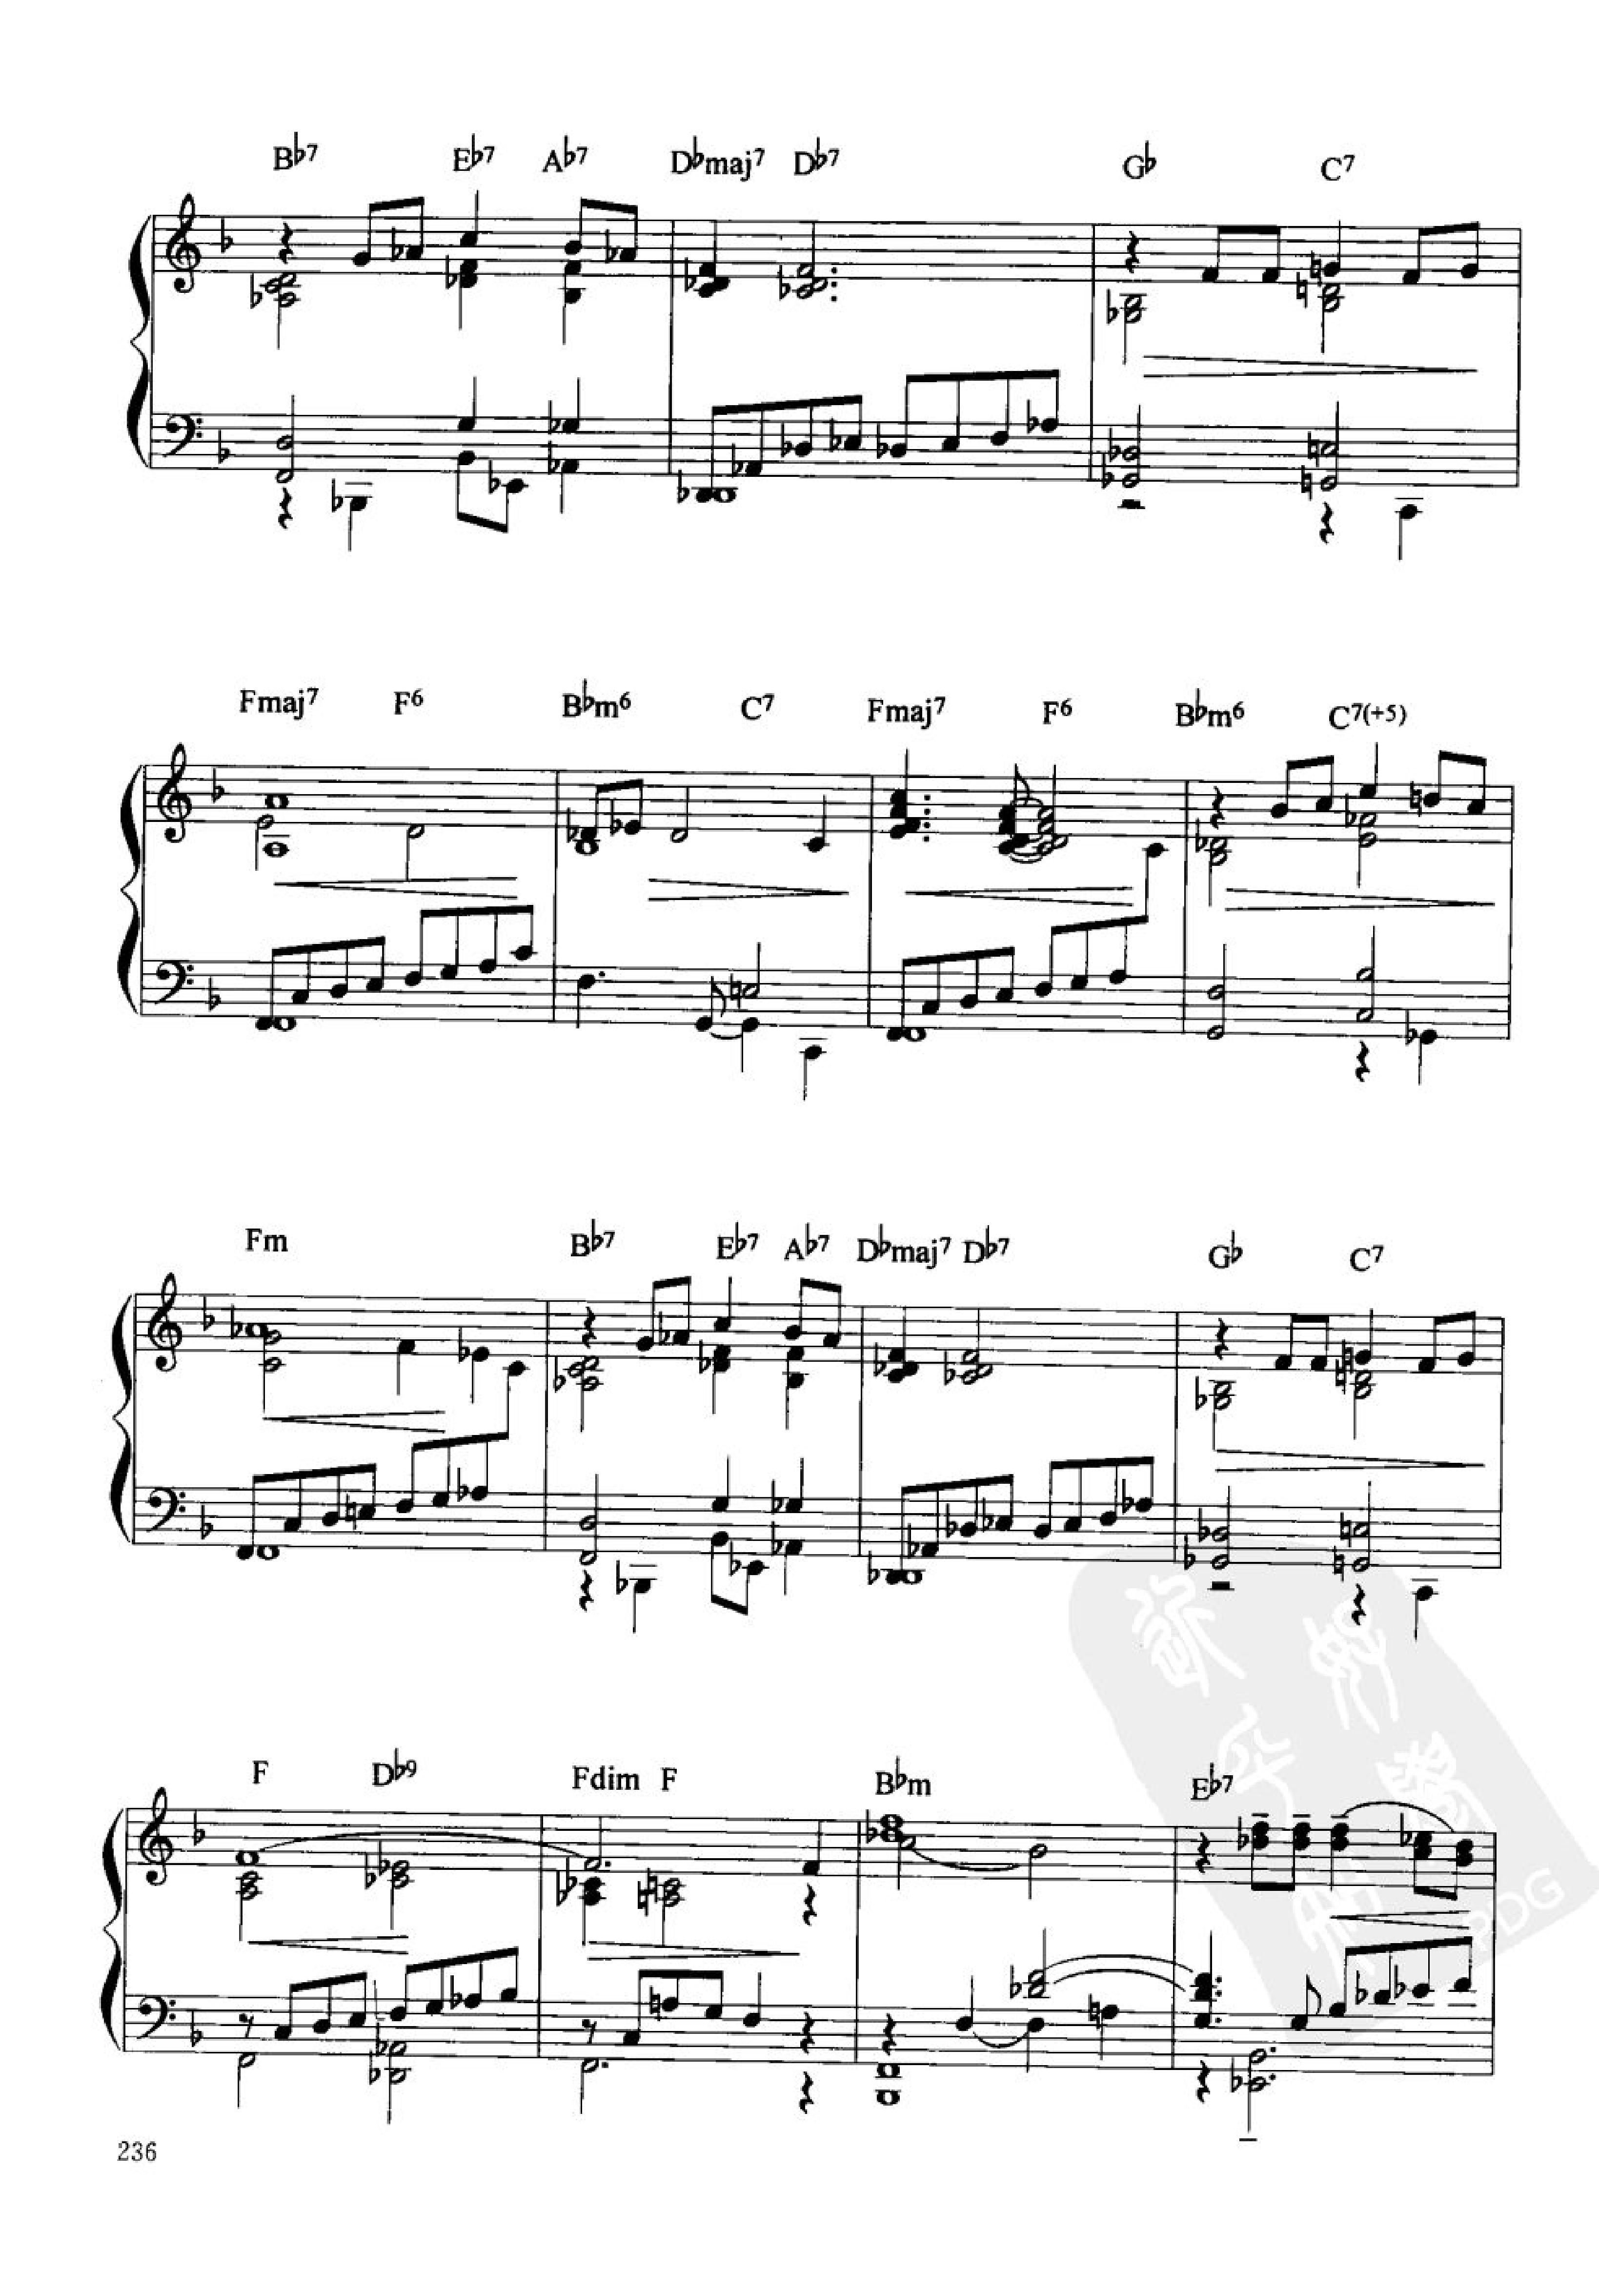 B♭7 E♭7 A♭7 D♭maj7 D♭7 G♭ C7
Fmaj7 F6 B♭m6 C7 Fmaj7 F6 B♭m6 C7(+5)
Fm B♭7 E♭7 A♭7 D♭maj7 D♭7 G♭ C7
F D♭9 Fdim F B♭m E♭7
PDG
236